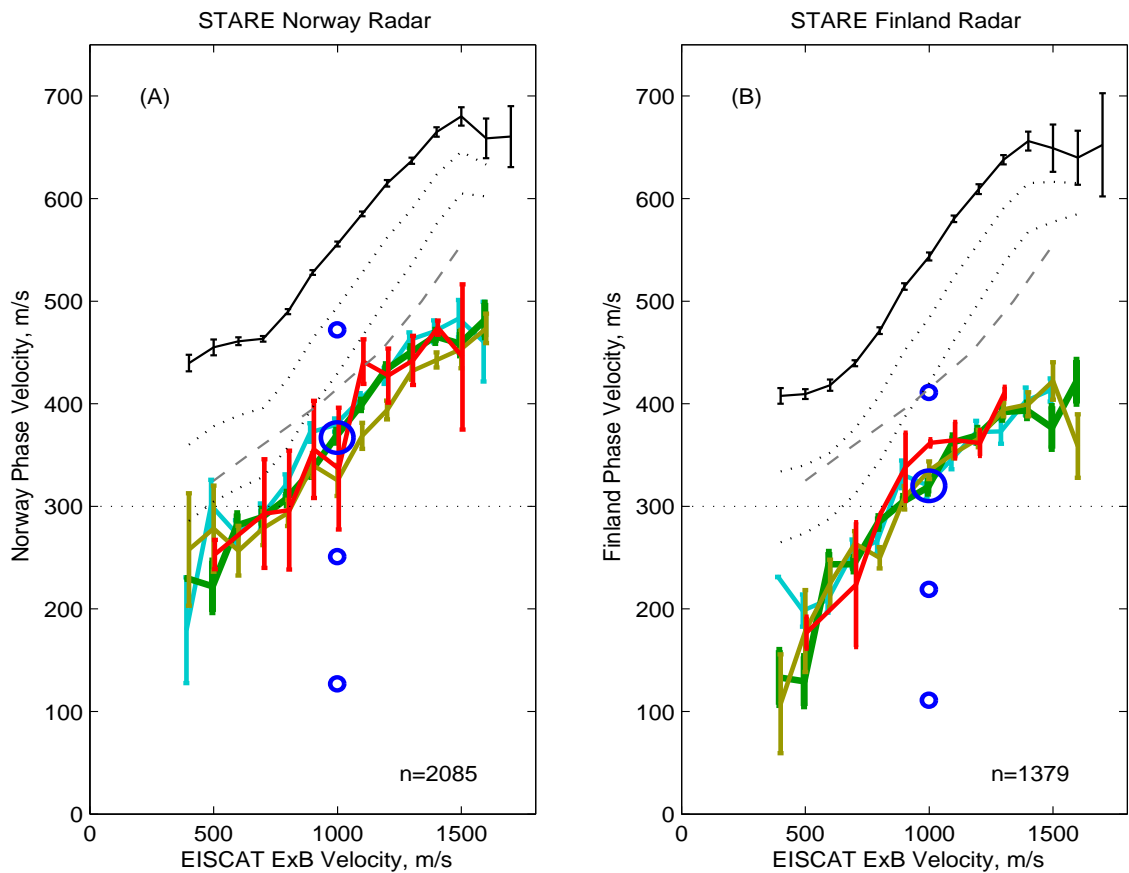 STARE Norway Radar
(A)
Norway Phase Velocity, m/s
700
600
500
400
300
200
100
0
n=2085
0 500 1000 1500
EISCAT ExB Velocity, m/s
STARE Finland Radar
(B)
Finland Phase Velocity, m/s
700
600
500
400
300
200
100
0
n=1379
0 500 1000 1500
EISCAT ExB Velocity, m/s